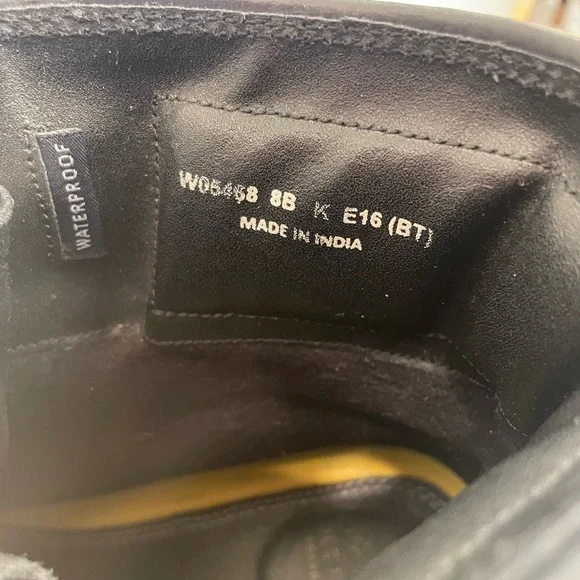 WATERPROOF
W05468 8B K E16 (BT)
MADE IN INDIA